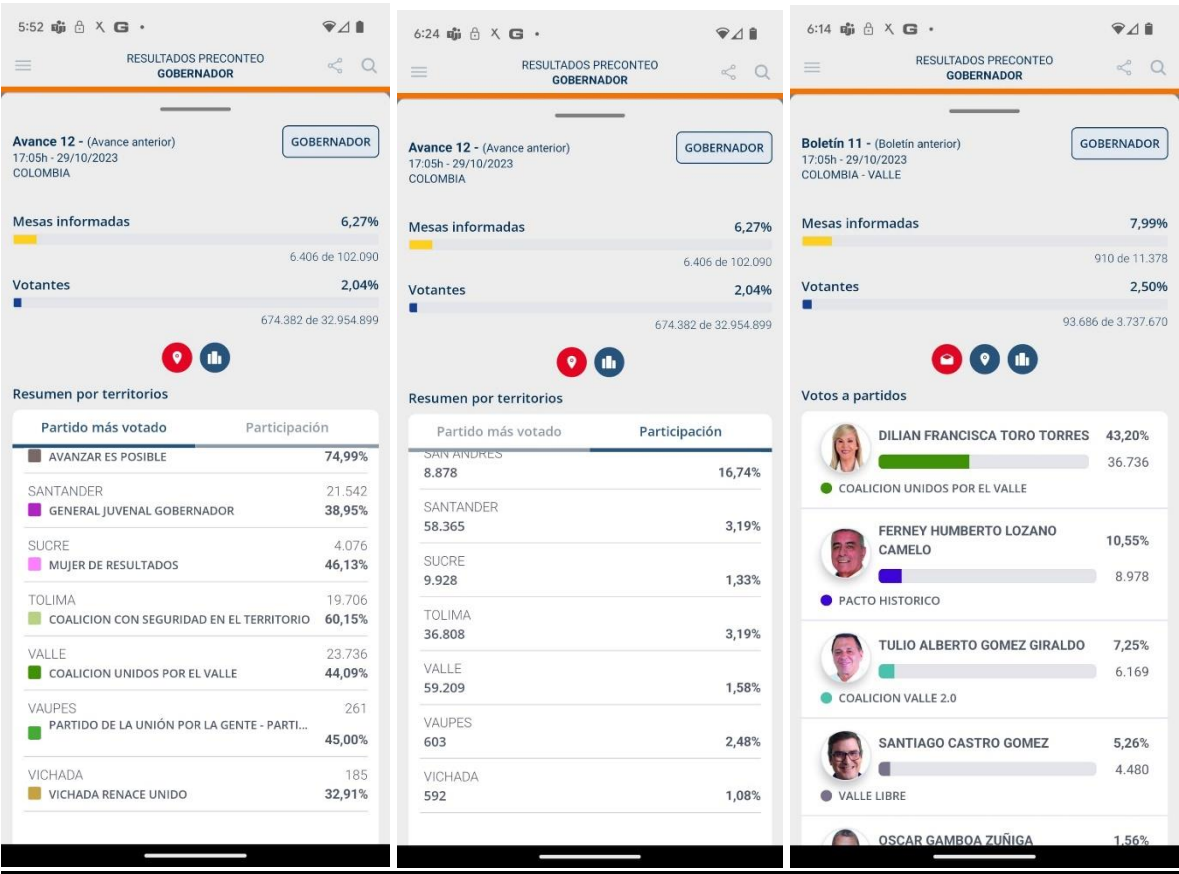 5:52
RESULTADOS PRECONTEO
GOBERNADOR
Avance 12 - (Avance anterior)
17:05h - 29/10/2023
COLOMBIA
GOBERNADOR
Mesas informadas 6,27%
6.406 de 102.090
Votantes 2,04%
674.382 de 32.954.899
Resumen por territorios
Partido más votado Participación
AVANZAR ES POSIBLE 74,99%
SANTANDER 21.542
GENERAL JUVENAL GOBERNADOR 38,95%
SUCRE 4.076
MUJER DE RESULTADOS 46,13%
TOLIMA 19.706
COALICION CON SEGURIDAD EN EL TERRITORIO 60,15%
VALLE 23.736
COALICION UNIDOS POR EL VALLE 44,09%
VAUPES 261
PARTIDO DE LA UNIÓN POR LA GENTE - PARTI...
45,00%
VICHADA 185
VICHADA RENACE UNIDO 32,91%
6:24
RESULTADOS PRECONTEO
GOBERNADOR
Avance 12 - (Avance anterior)
17:05h - 29/10/2023
COLOMBIA
GOBERNADOR
Mesas informadas 6,27%
6.406 de 102.090
Votantes 2,04%
674.382 de 32.954.899
Resumen por territorios
Partido más votado Participación
SAN ANDRES
8.878 16,74%
SANTANDER
58.365 3,19%
SUCRE
9.928 1,33%
TOLIMA
36.808 3,19%
VALLE
59.209 1,58%
VAUPES
603 2,48%
VICHADA
592 1,08%
6:14
RESULTADOS PRECONTEO
GOBERNADOR
Boletín 11 - (Boletín anterior)
17:05h - 29/10/2023
COLOMBIA - VALLE
GOBERNADOR
Mesas informadas 7,99%
910 de 11.378
Votantes 2,50%
93.686 de 3.737.670
Votos a partidos
DILIAN FRANCISCA TORO TORRES 43,20%
36.736
COALICION UNIDOS POR EL VALLE
FERNEY HUMBERTO LOZANO
CAMELO 10,55%
8.978
PACTO HISTORICO
TULIO ALBERTO GOMEZ GIRALDO 7,25%
6.169
COALICION VALLE 2.0
SANTIAGO CASTRO GOMEZ 5,26%
4.480
VALLE LIBRE
OSCAR GAMBOA ZUÑIGA 1,56%